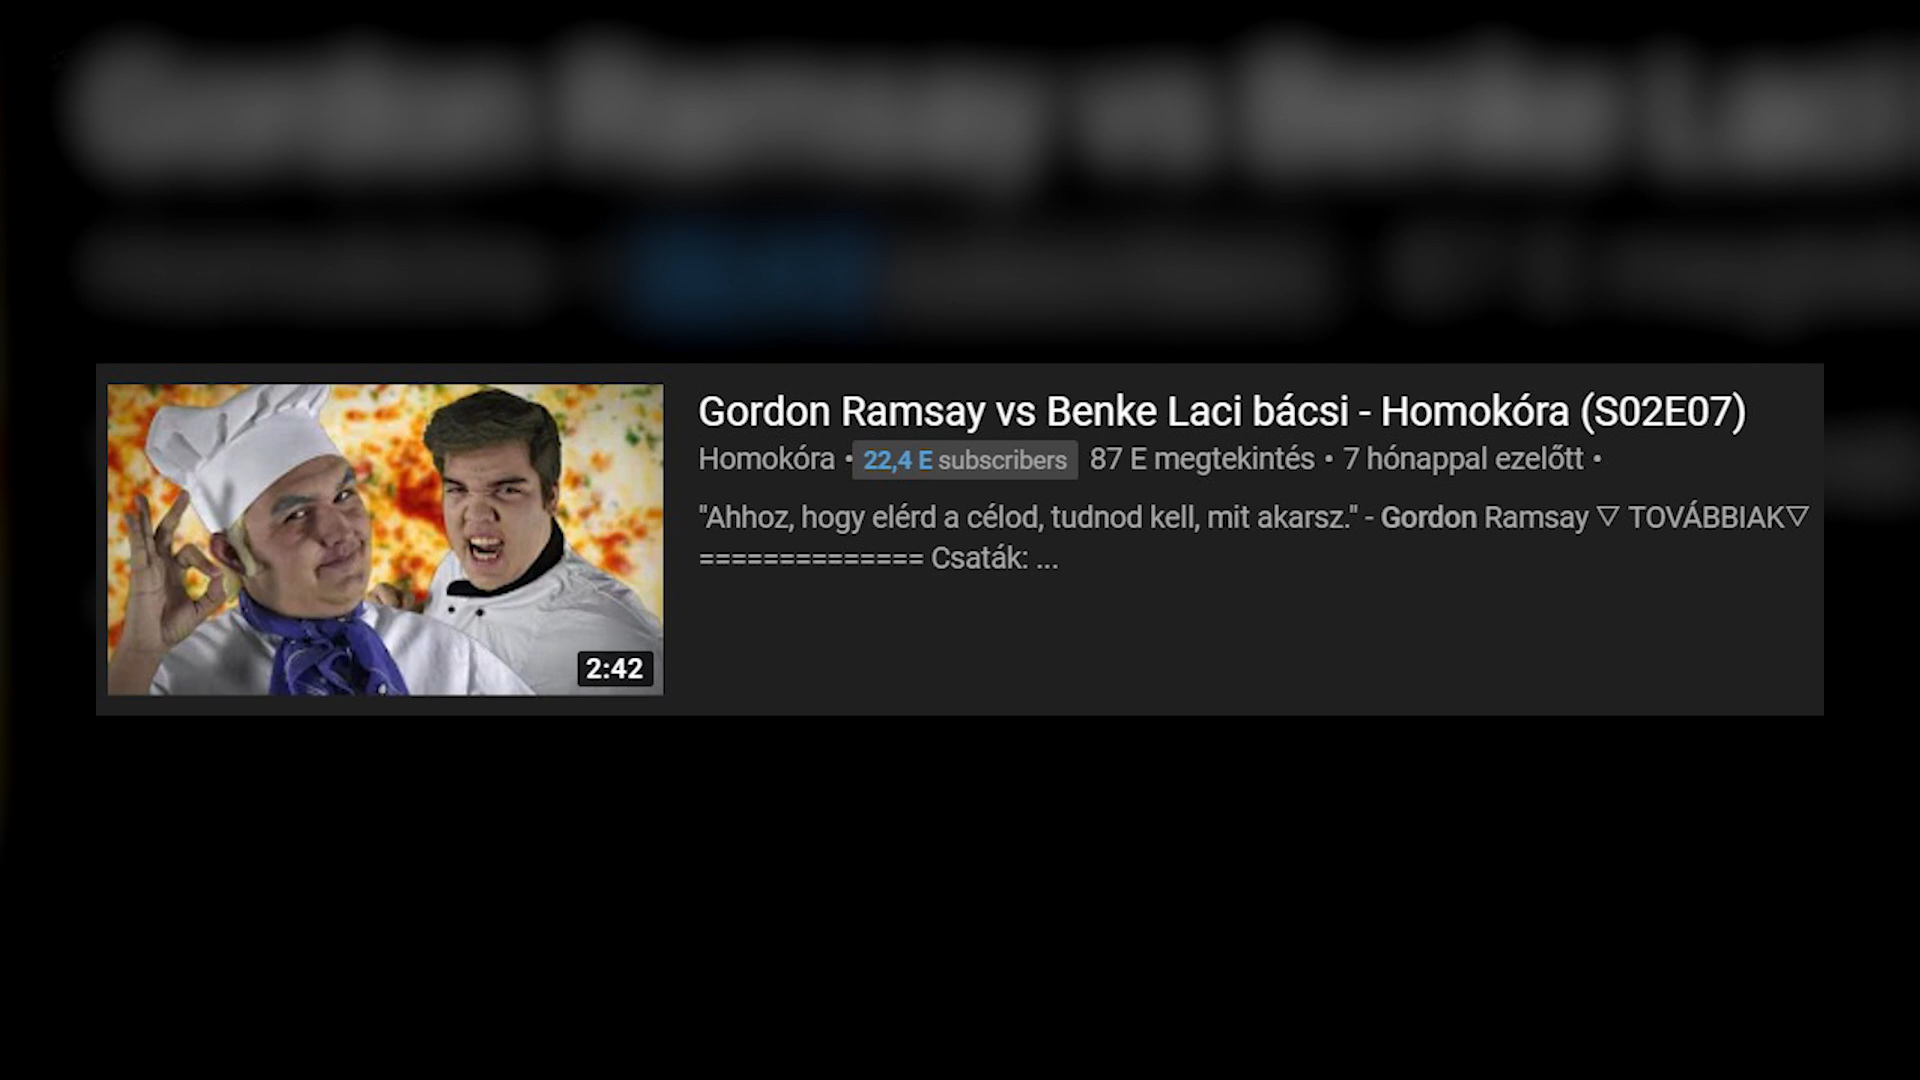 Gordon Ramsay vs Benke Laci bácsi - Homokóra (S02E07)
Homokóra • 22,4 E subscribers 87 E megtekintés • 7 hónappal ezelőtt •
"Ahhoz, hogy elérd a célod, tudnod kell, mit akarsz." - Gordon Ramsay ▽ TOVÁBBIAK▽
============== Csaták: ...
2:42